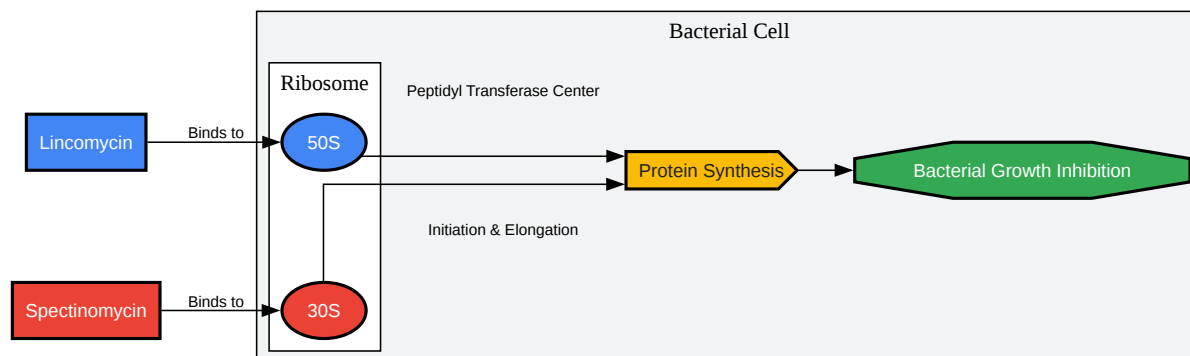 Bacterial Cell
Ribosome
Peptidyl Transferase Center
Lincomycin
Binds to
50S
Protein Synthesis
Bacterial Growth Inhibition
Initiation & Elongation
Spectinomycin
Binds to
30S